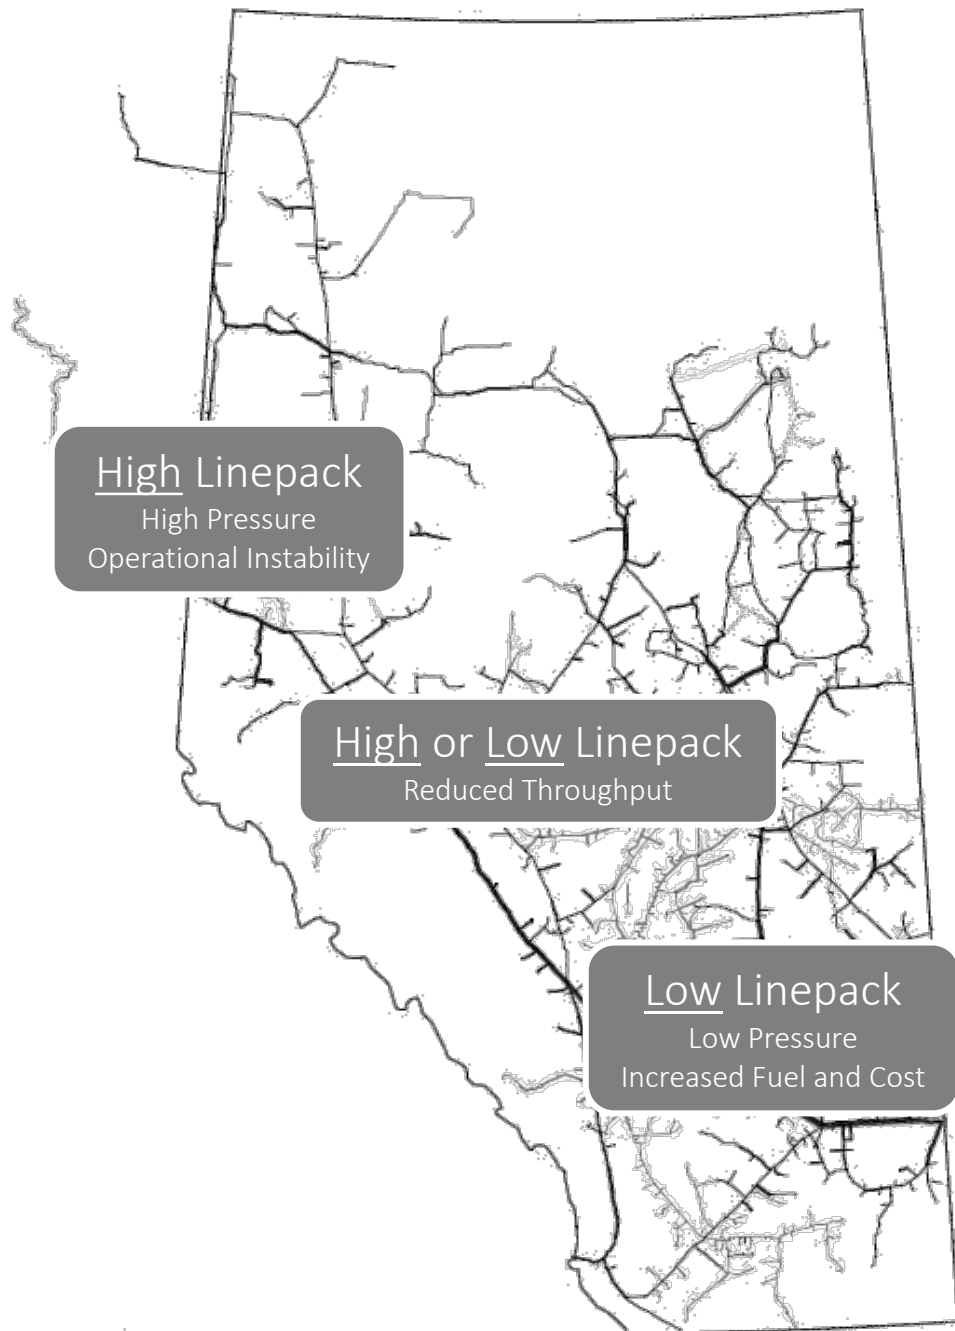 High Linepack
High Pressure
Operational Instability
High or Low Linepack
Reduced Throughput
Low Linepack
Low Pressure
Increased Fuel and Cost